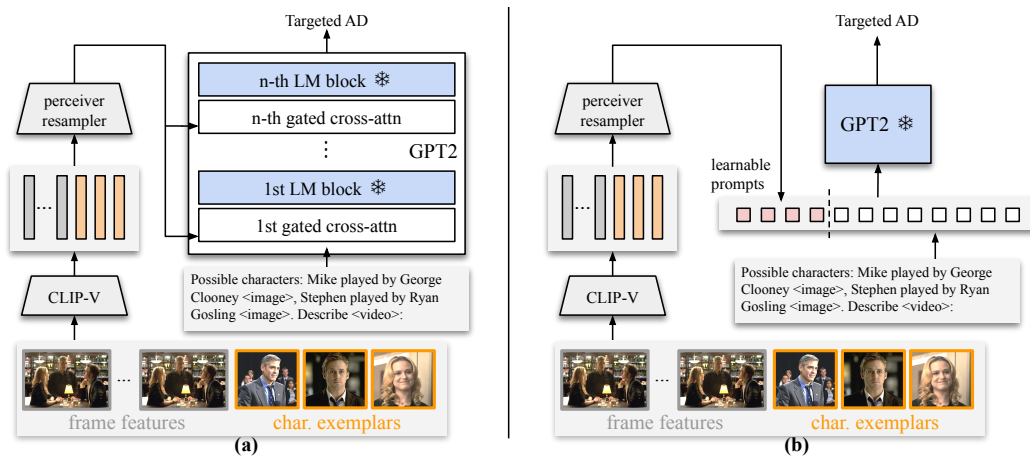 Targeted AD
n-th LM block
n-th gated cross-attn
⋮
GPT2
1st LM block
1st gated cross-attn
perceiver
resampler
...
CLIP-V
Possible characters: Mike played by George
Clooney <image>, Stephen played by Ryan
Gosling <image>. Describe <video>:
...
frame features
char. exemplars
(a)
Targeted AD
GPT2
perceiver
resampler
learnable
prompts
...
CLIP-V
Possible characters: Mike played by George
Clooney <image>, Stephen played by Ryan
Gosling <image>. Describe <video>:
...
frame features
char. exemplars
(b)